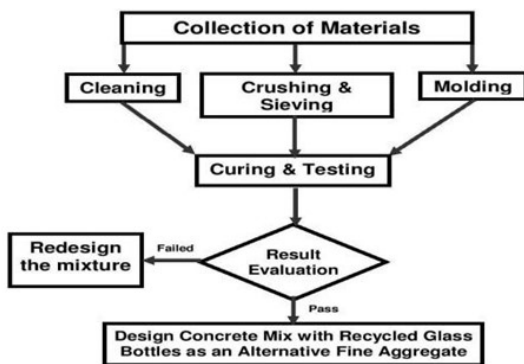 Collection of Materials
Cleaning
Crushing &
Sieving
Molding
Curing & Testing
Redesign
the mixture
Failed
Result
Evaluation
Pass
Design Concrete Mix with Recycled Glass
Bottles as an Alternative Fine Aggregate